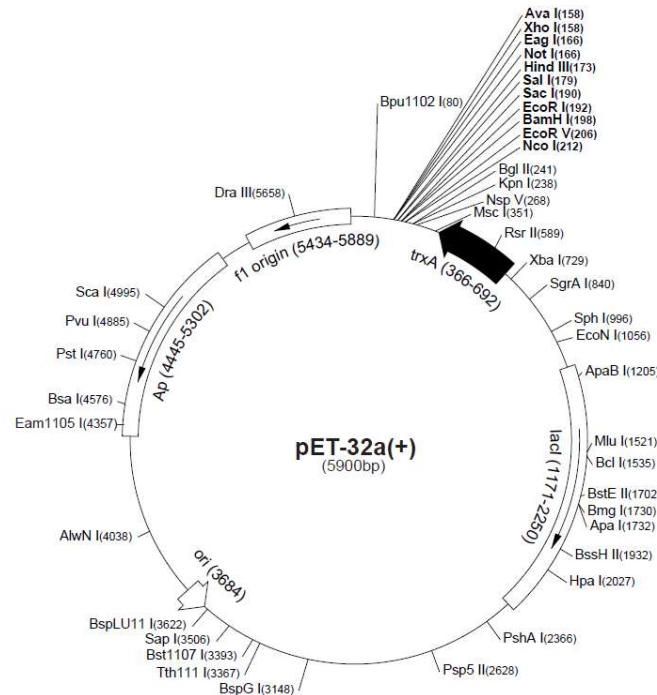 Ava I(158)
Xho I(158)
Eag I(166)
Not I(166)
Hind III(173)
Sal I(179)
Sac I(190)
EcoR I(192)
BamH I(198)
EcoR V(206)
Nco I(212)
Bpu1102 I(80)
Bgl II(241)
Kpn I(238)
Nsp V(268)
Msc I(351)
Rsr II(589)
Xba I(729)
SgrA I(840)
Sph I(996)
EcoN I(1056)
ApaB I(1205)
Mlu I(1521)
Bcl I(1535)
BstE II(1702)
Bmg I(1730)
Apa I(1732)
BssH II(1932)
Hpa I(2027)
PshA I(2366)
Psp5 II(2628)
BspG I(3148)
Tth111 I(3367)
Bst1107 I(3393)
Sap I(3506)
BspLU11 I(3622)
AlwN I(4038)
Eam1105 I(4357)
Bsa I(4576)
Pst I(4760)
Pvu I(4885)
Sca I(4995)
Dra III(5658)
f1 origin (5434-5889)
trxA (366-692)
lacI (1171-2250)
ori (3684)
Ap (4445-5302)
pET-32a(+)
(5900bp)